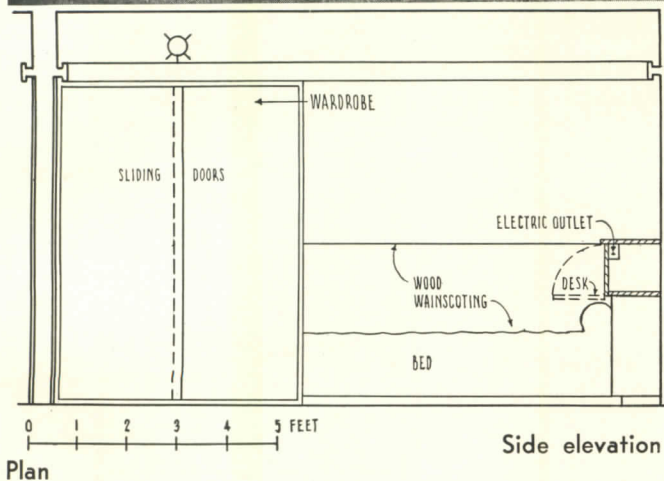 WARDROBE
SLIDING DOORS
ELECTRIC OUTLET
DESK
WOOD
WAINSCOTING
BED
0 1 2 3 4 5 FEET
Side elevation
Plan